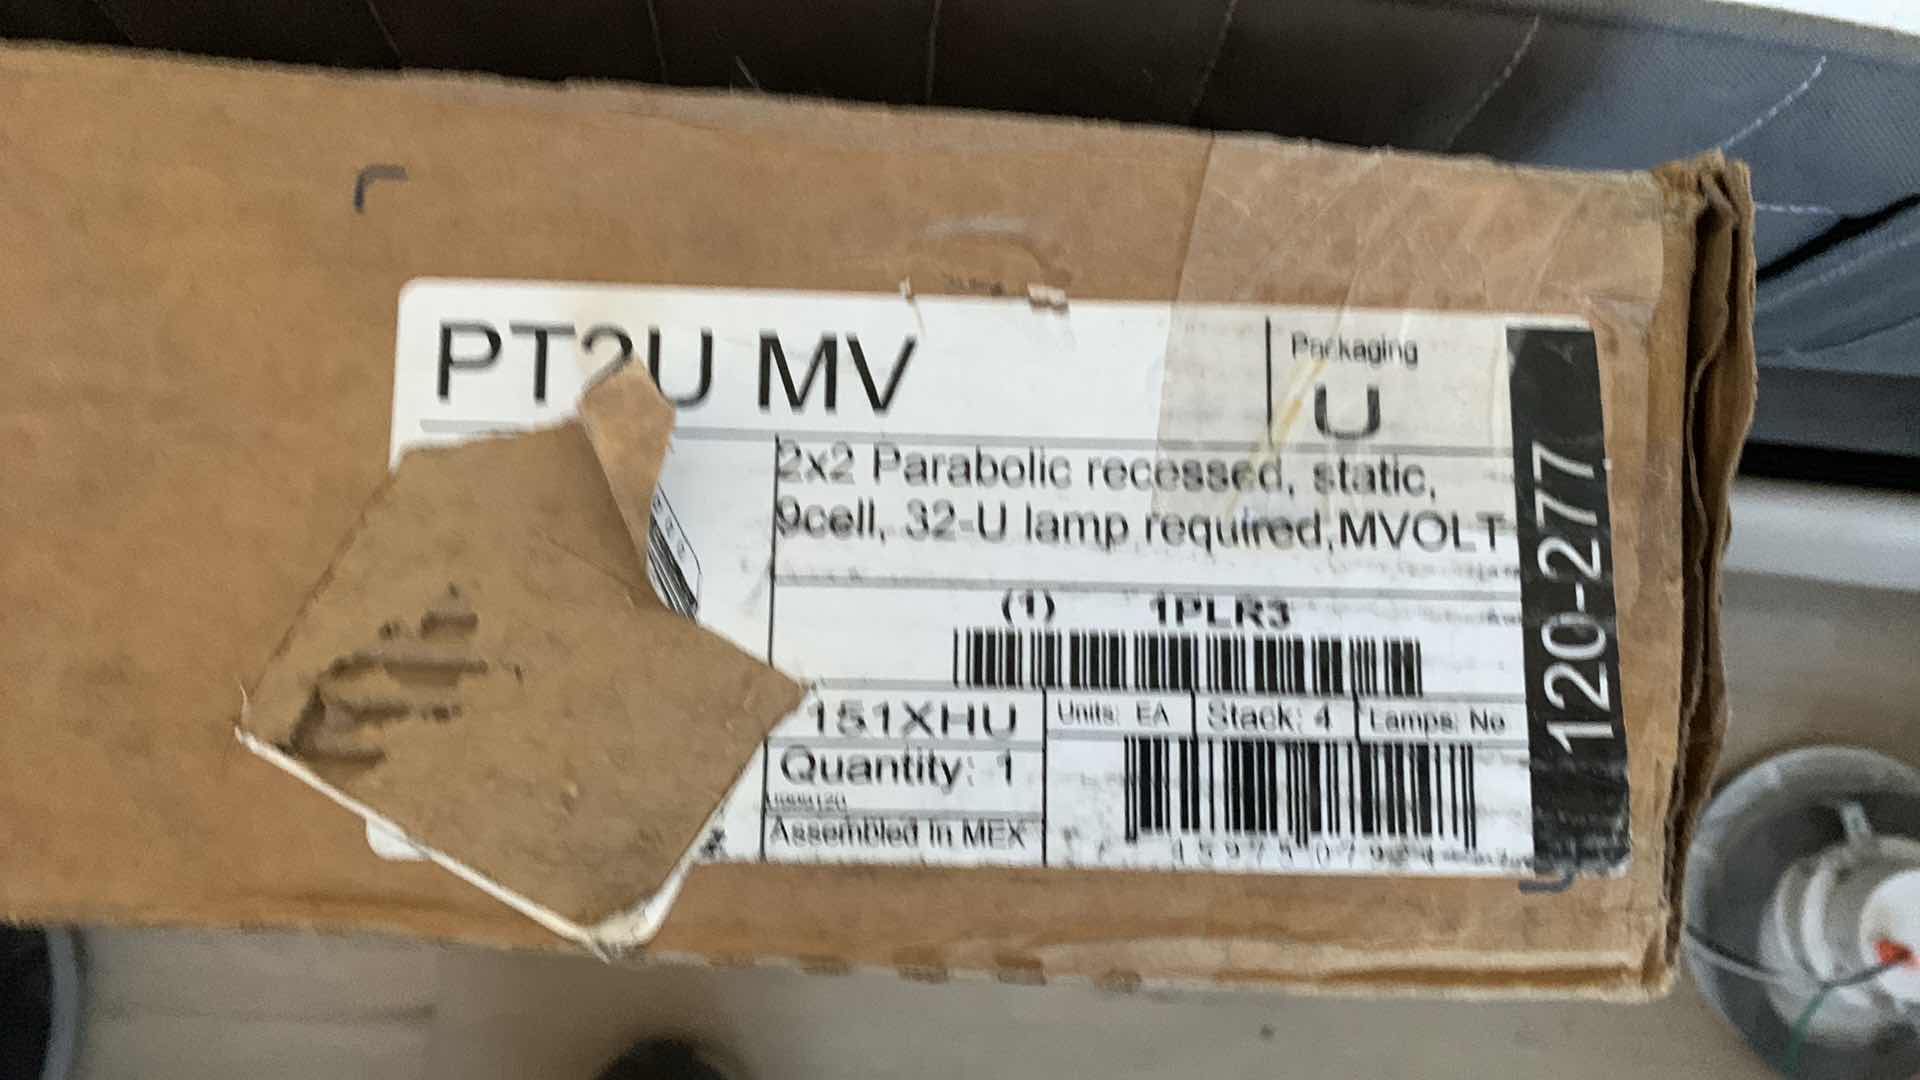 PT2U MV
Packaging
U
2x2 Parabolic recessed, static,
9cell, 32-U lamp required,MVOLT
120-277
(1) 1PLR3
151XHU
Units: EA
Stack: 4
Lamps: No
Quantity: 1
Assembled in MEX